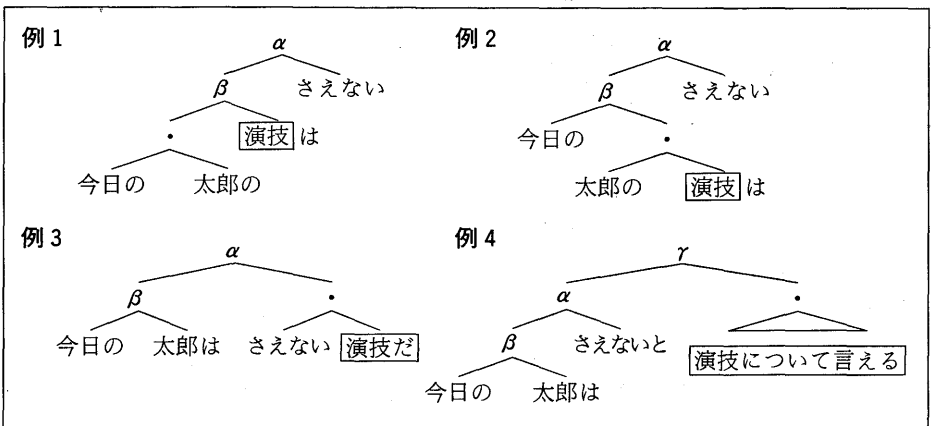 例1
α
β
さえない
・
演技は
今日の
太郎の
例2
α
β
さえない
今日の
・
太郎の
演技は
例3
α
β
・
今日の
太郎は
さえない
演技だ
例4
γ
α
・
β
さえないと
演技について言える
今日の
太郎は